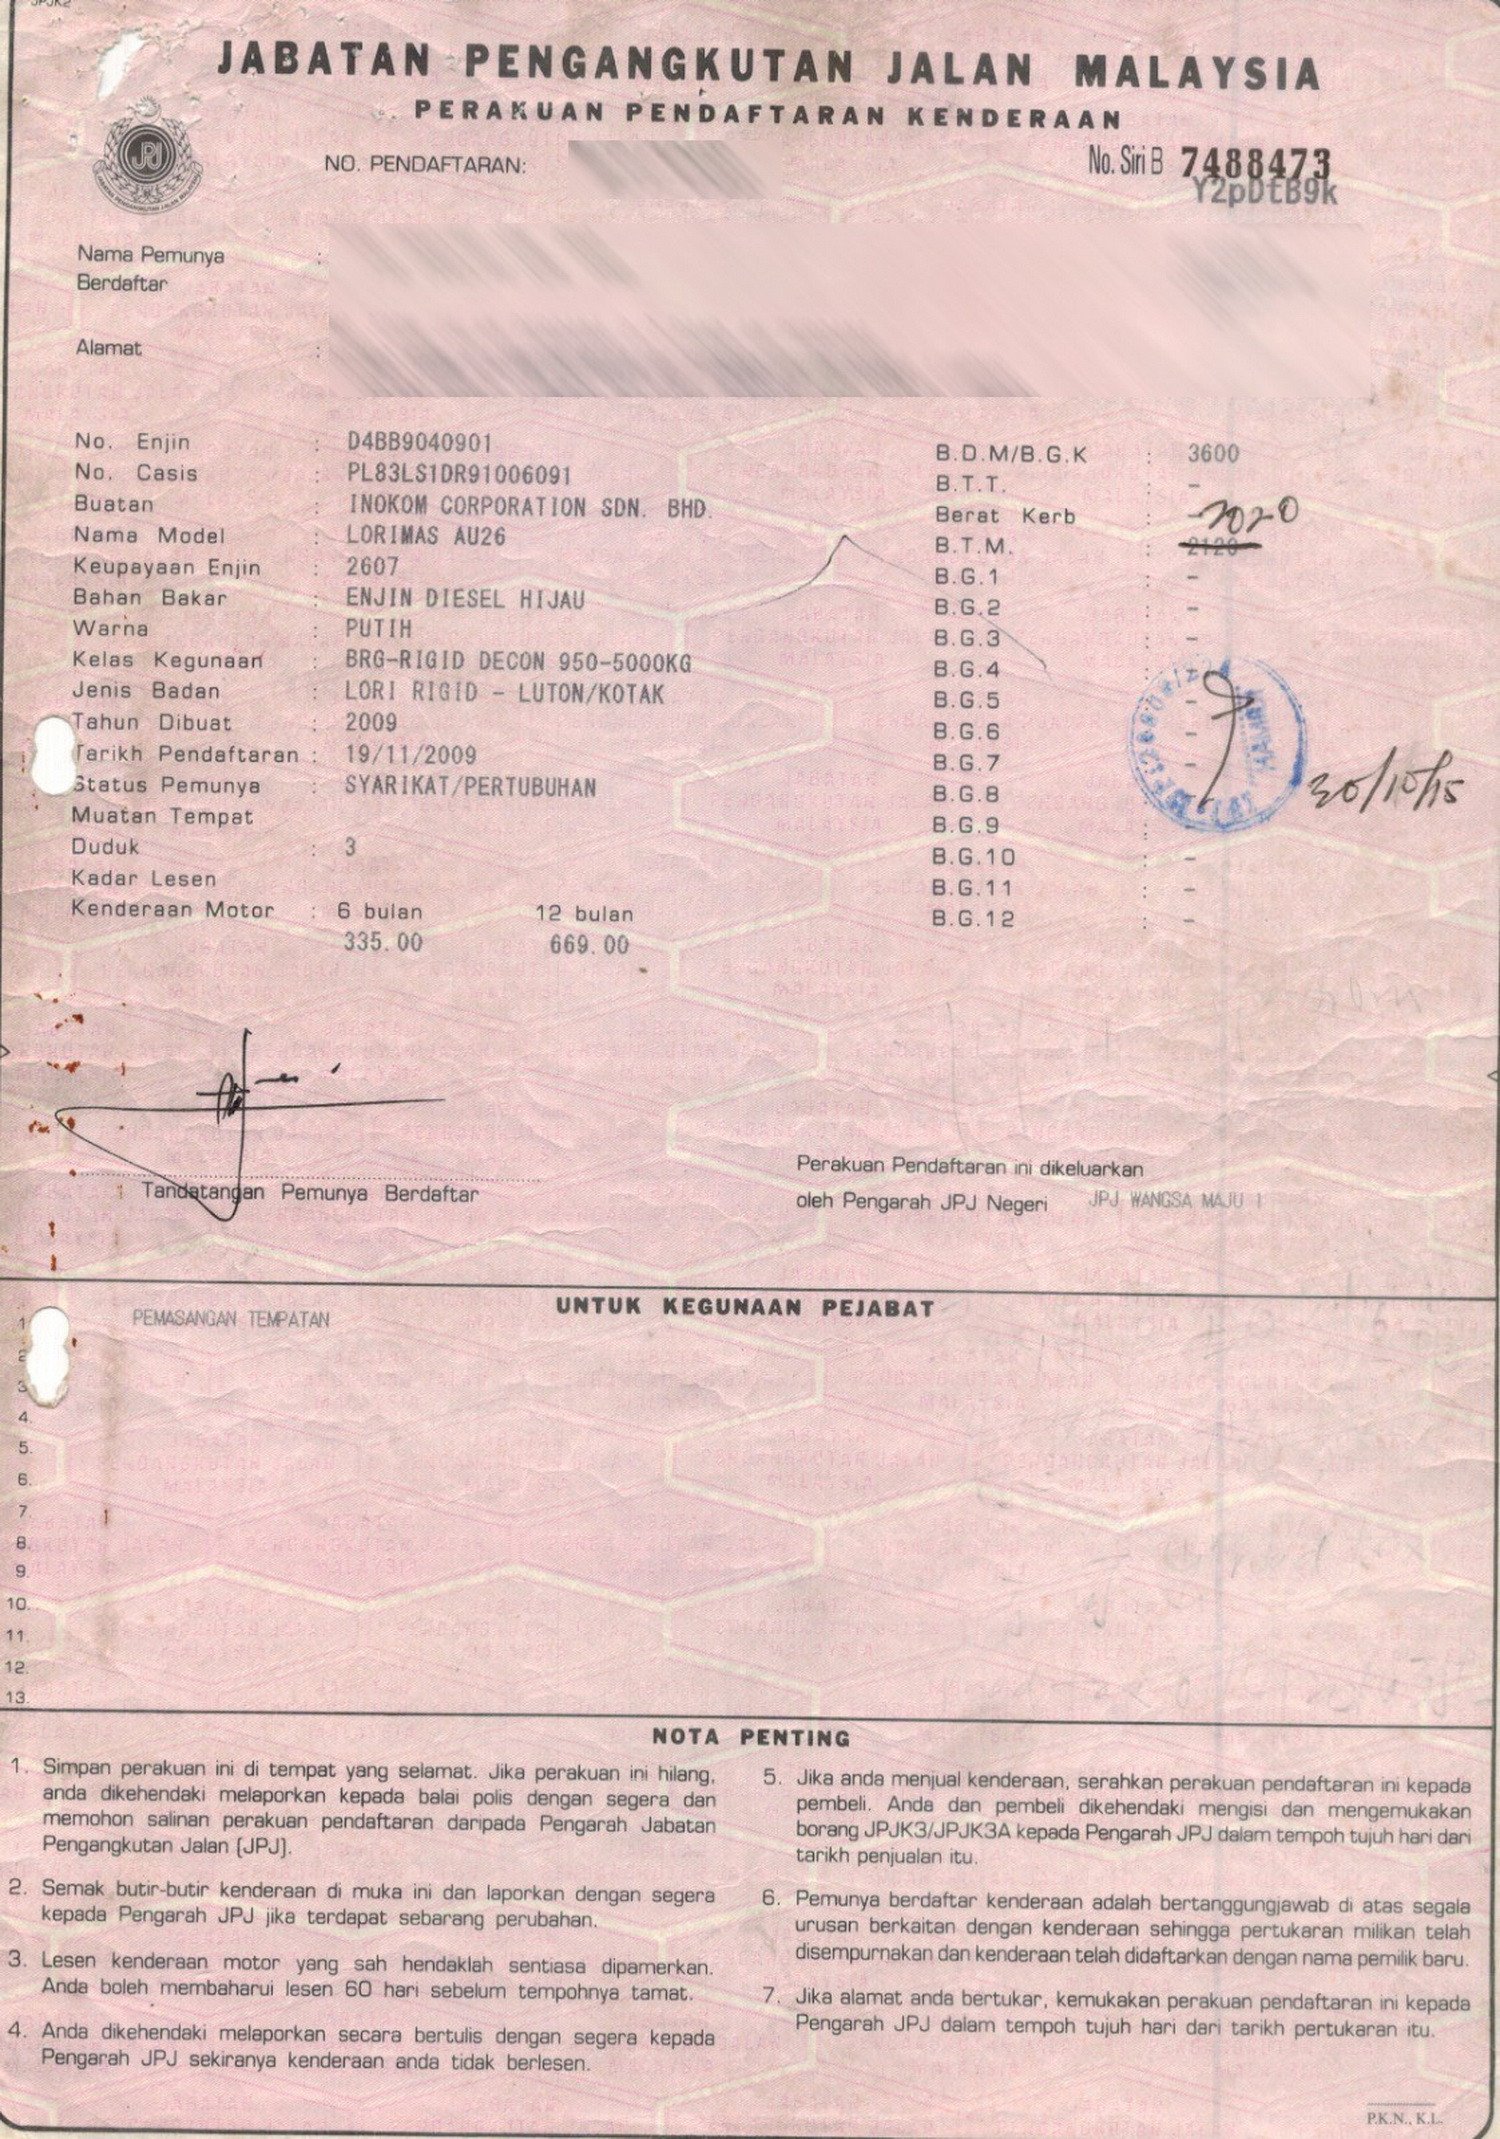 JPJK2
JABATAN PENGANGKUTAN JALAN MALAYSIA
PERAKUAN PENDAFTARAN KENDERAAN
NO. PENDAFTARAN:
No. Siri B 7488473
Y2pDtB9k
Nama Pemunya :
Berdaftar
Alamat :
No. Enjin : D4BB9040901
No. Casis : PL83LS1DR91006091
Buatan : INOKOM CORPORATION SDN. BHD.
Nama Model : LORIMAS AU26
Keupayaan Enjin : 2607
Bahan Bakar : ENJIN DIESEL HIJAU
Warna : PUTIH
Kelas Kegunaan : BRG-RIGID DECON 950-5000KG
Jenis Badan : LORI RIGID - LUTON/KOTAK
Tahun Dibuat : 2009
Tarikh Pendaftaran : 19/11/2009
Status Pemunya : SYARIKAT/PERTUBUHAN
Muatan Tempat
Duduk : 3
Kadar Lesen
Kenderaan Motor : 6 bulan 12 bulan
335.00 669.00
B.D.M/B.G.K : 3600
B.T.T. : -
Berat Kerb : -
B.T.M. : 2120
B.G.1 : -
B.G.2 : -
B.G.3 : -
B.G.4 : -
B.G.5 : -
B.G.6 : -
B.G.7 : -
B.G.8 : -
B.G.9 :
B.G.10 : -
B.G.11 : -
B.G.12 : -
30/10/15
Tandatangan Pemunya Berdaftar
Perakuan Pendaftaran ini dikeluarkan
oleh Pengarah JPJ Negeri JPJ WANGSA MAJU 1
UNTUK KEGUNAAN PEJABAT
1 PEMASANGAN TEMPATAN
2
3
4.
5.
6.
7.
8.
9.
10.
11.
12.
13.
NOTA PENTING
1. Simpan perakuan ini di tempat yang selamat. Jika perakuan ini hilang,
anda dikehendaki melaporkan kepada balai polis dengan segera dan
memohon salinan perakuan pendaftaran daripada Pengarah Jabatan
Pengangkutan Jalan (JPJ).
2. Semak butir-butir kenderaan di muka ini dan laporkan dengan segera
kepada Pengarah JPJ jika terdapat sebarang perubahan.
3. Lesen kenderaan motor yang sah hendaklah sentiasa dipamerkan.
Anda boleh membaharui lesen 60 hari sebelum tempohnya tamat.
4. Anda dikehendaki melaporkan secara bertulis dengan segera kepada
Pengarah JPJ sekiranya kenderaan anda tidak berlesen.
5. Jika anda menjual kenderaan, serahkan perakuan pendaftaran ini kepada
pembeli. Anda dan pembeli dikehendaki mengisi dan mengemukakan
borang JPJK3/JPJK3A kepada Pengarah JPJ dalam tempoh tujuh hari dari
tarikh penjualan itu.
6. Pemunya berdaftar kenderaan adalah bertanggungjawab di atas segala
urusan berkaitan dengan kenderaan sehingga pertukaran milikan telah
disempurnakan dan kenderaan telah didaftarkan dengan nama pemilik baru.
7. Jika alamat anda bertukar, kemukakan perakuan pendaftaran ini kepada
Pengarah JPJ dalam tempoh tujuh hari dari tarikh pertukaran itu.
P.K.N., K.L.